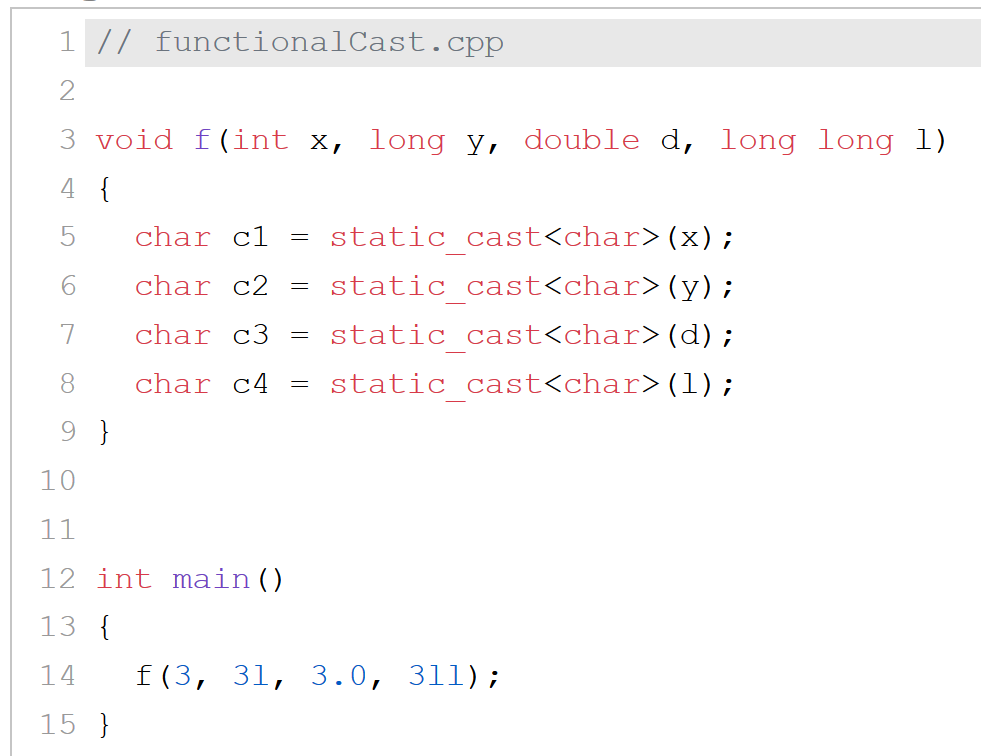 1 // functionalCast.cpp
2
3 void f(int x, long y, double d, long long l)
4 {
5   char c1 = static_cast<char>(x);
6   char c2 = static_cast<char>(y);
7   char c3 = static_cast<char>(d);
8   char c4 = static_cast<char>(l);
9 }
10
11
12 int main()
13 {
14   f(3, 3l, 3.0, 3ll);
15 }